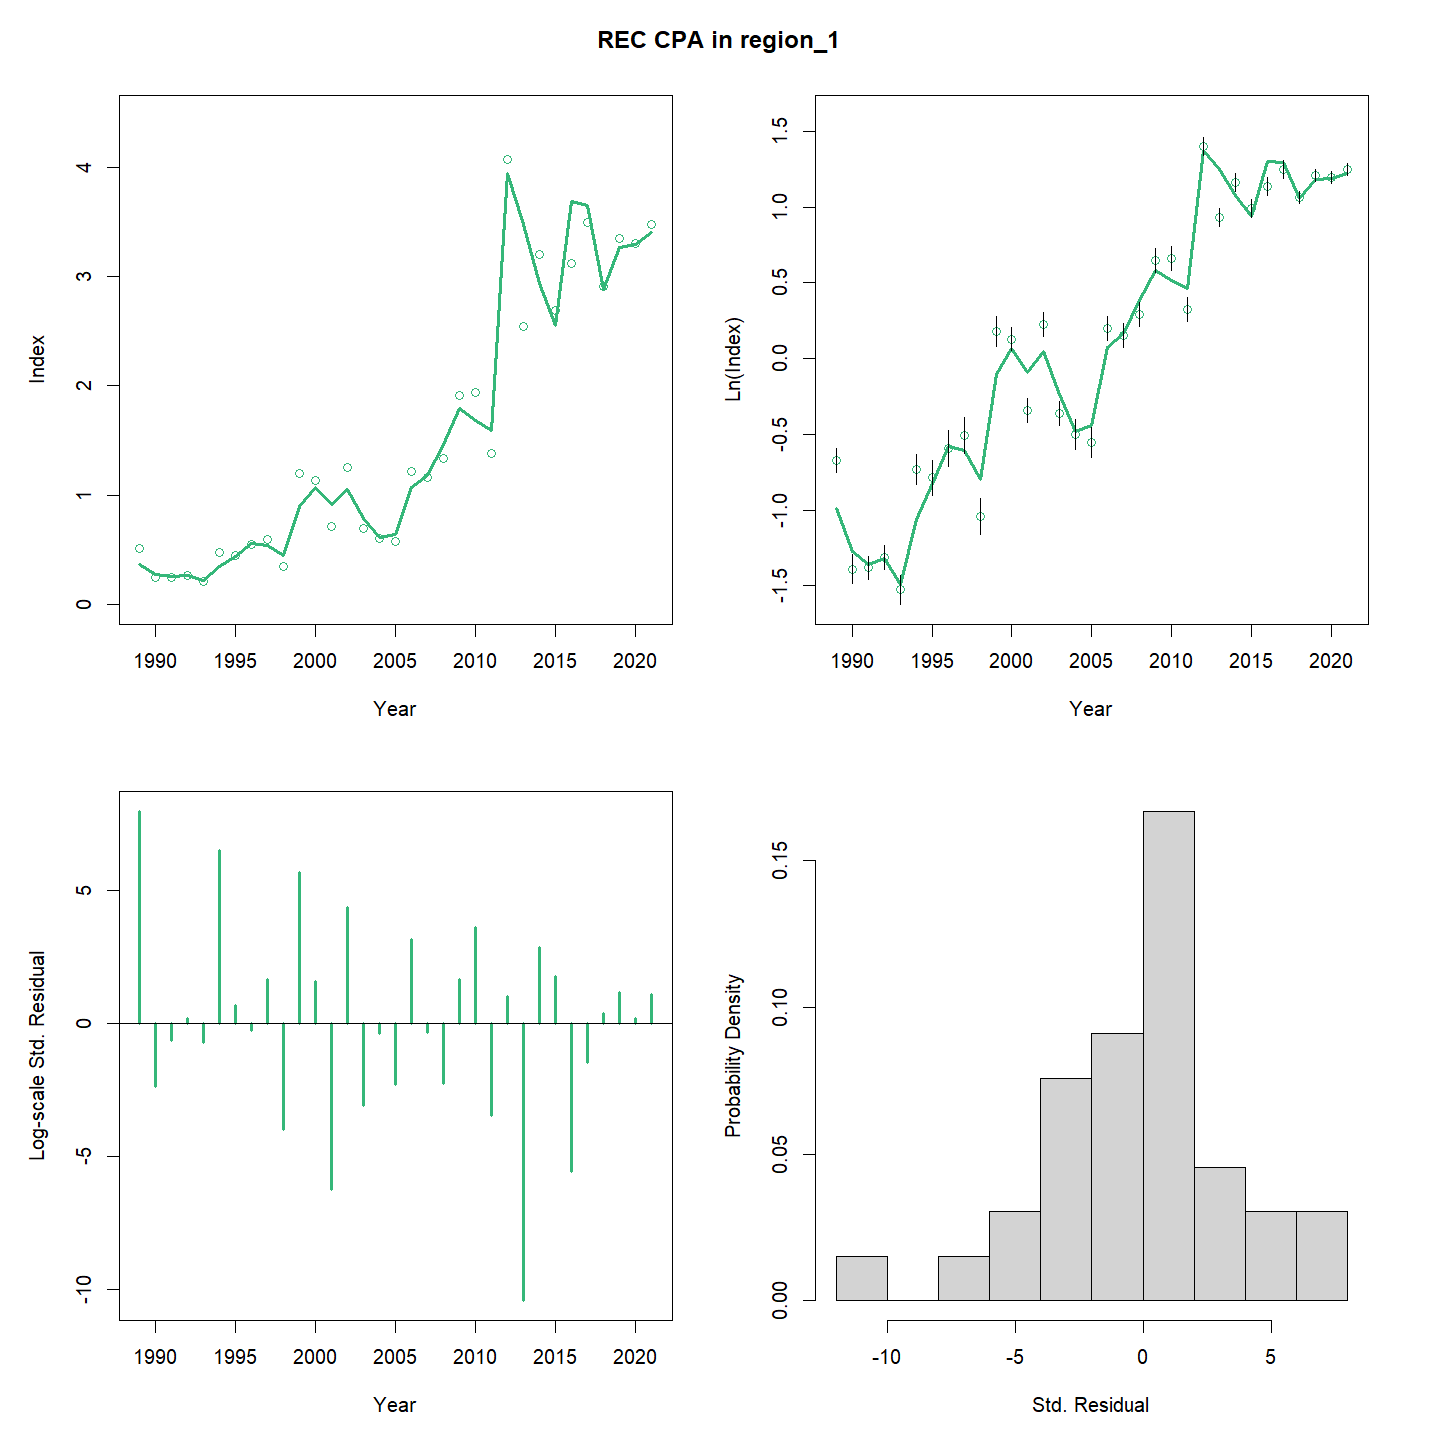 REC CPA in region_1
Index
4
3
2
1
0
1990 1995 2000 2005 2010 2015 2020
Year
Ln(Index)
1.5
1.0
0.5
0.0
-0.5
-1.0
-1.5
1990 1995 2000 2005 2010 2015 2020
Year
Log-scale Std. Residual
5
0
-5
-10
1990 1995 2000 2005 2010 2015 2020
Year
Probability Density
0.15
0.10
0.05
0.00
-10 -5 0 5
Std. Residual